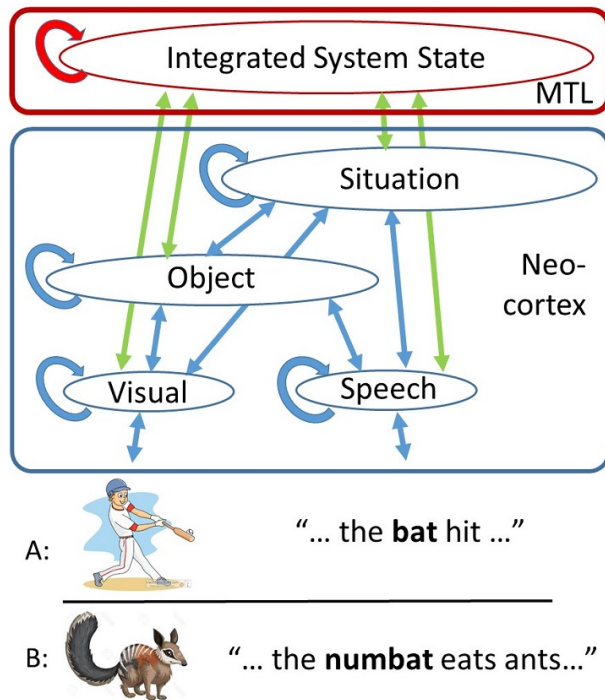 Integrated System State
MTL
Situation
Object
Neo-
cortex
Visual
Speech
A:
“... the bat hit ...”
B:
“... the numbat eats ants...”